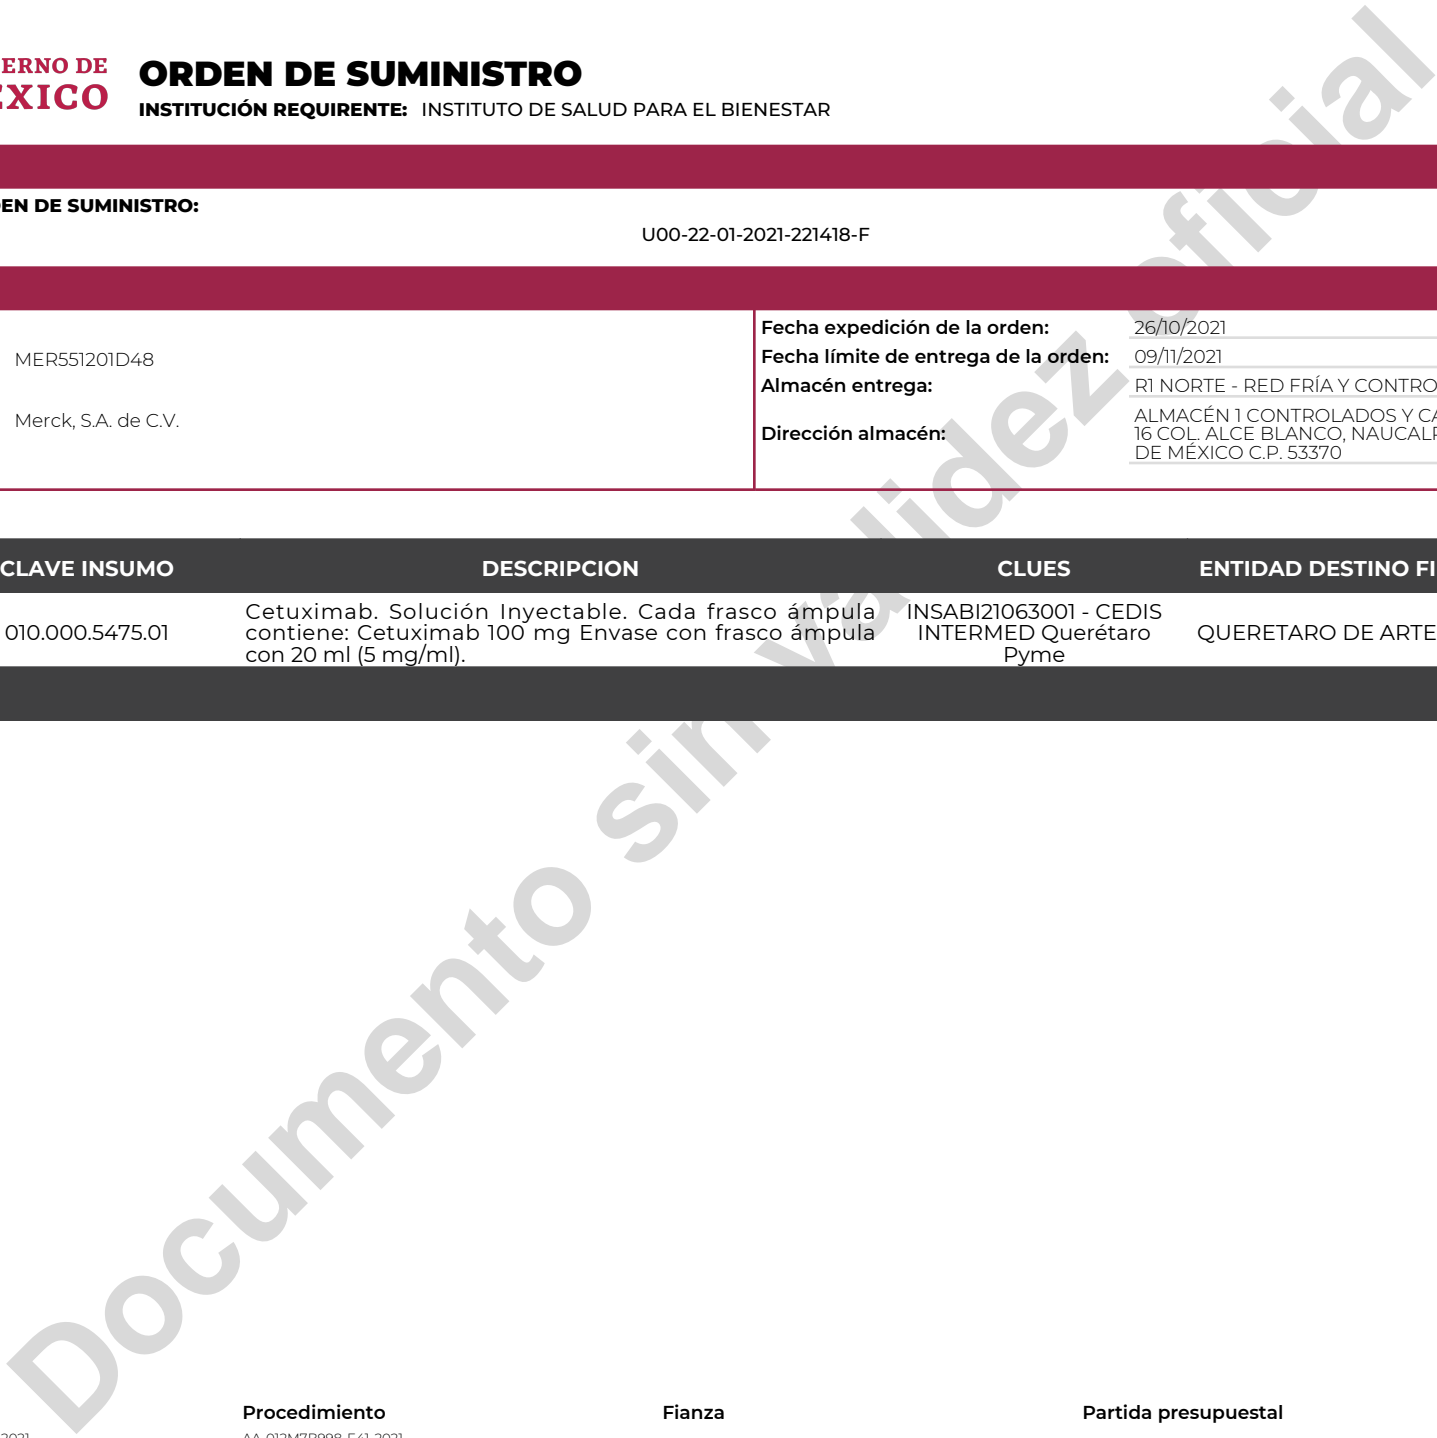 ERNO DE
ÉXICO
ORDEN DE SUMINISTRO
INSTITUCIÓN REQUIRENTE: INSTITUTO DE SALUD PARA EL BIENESTAR
EN DE SUMINISTRO:
U00-22-01-2021-221418-F
MER551201D48
Merck, S.A. de C.V.
Fecha expedición de la orden: 26/10/2021
Fecha límite de entrega de la orden: 09/11/2021
Almacén entrega: R1 NORTE - RED FRÍA Y CONTRO
Dirección almacén: ALMACÉN 1 CONTROLADOS Y CA
16 COL. ALCE BLANCO, NAUCALP
DE MÉXICO C.P. 53370
CLAVE INSUMO DESCRIPCION CLUES ENTIDAD DESTINO FI
010.000.5475.01
Cetuximab. Solución Inyectable. Cada frasco ámpula
contiene: Cetuximab 100 mg Envase con frasco ámpula
con 20 ml (5 mg/ml).
INSABI21063001 - CEDIS
INTERMED Querétaro
Pyme
QUERETARO DE ARTE
Documento sin validez oficial
Procedimiento Fianza Partida presupuestal